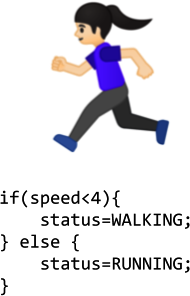 if(speed<4){
    status=WALKING;
} else {
    status=RUNNING;
}